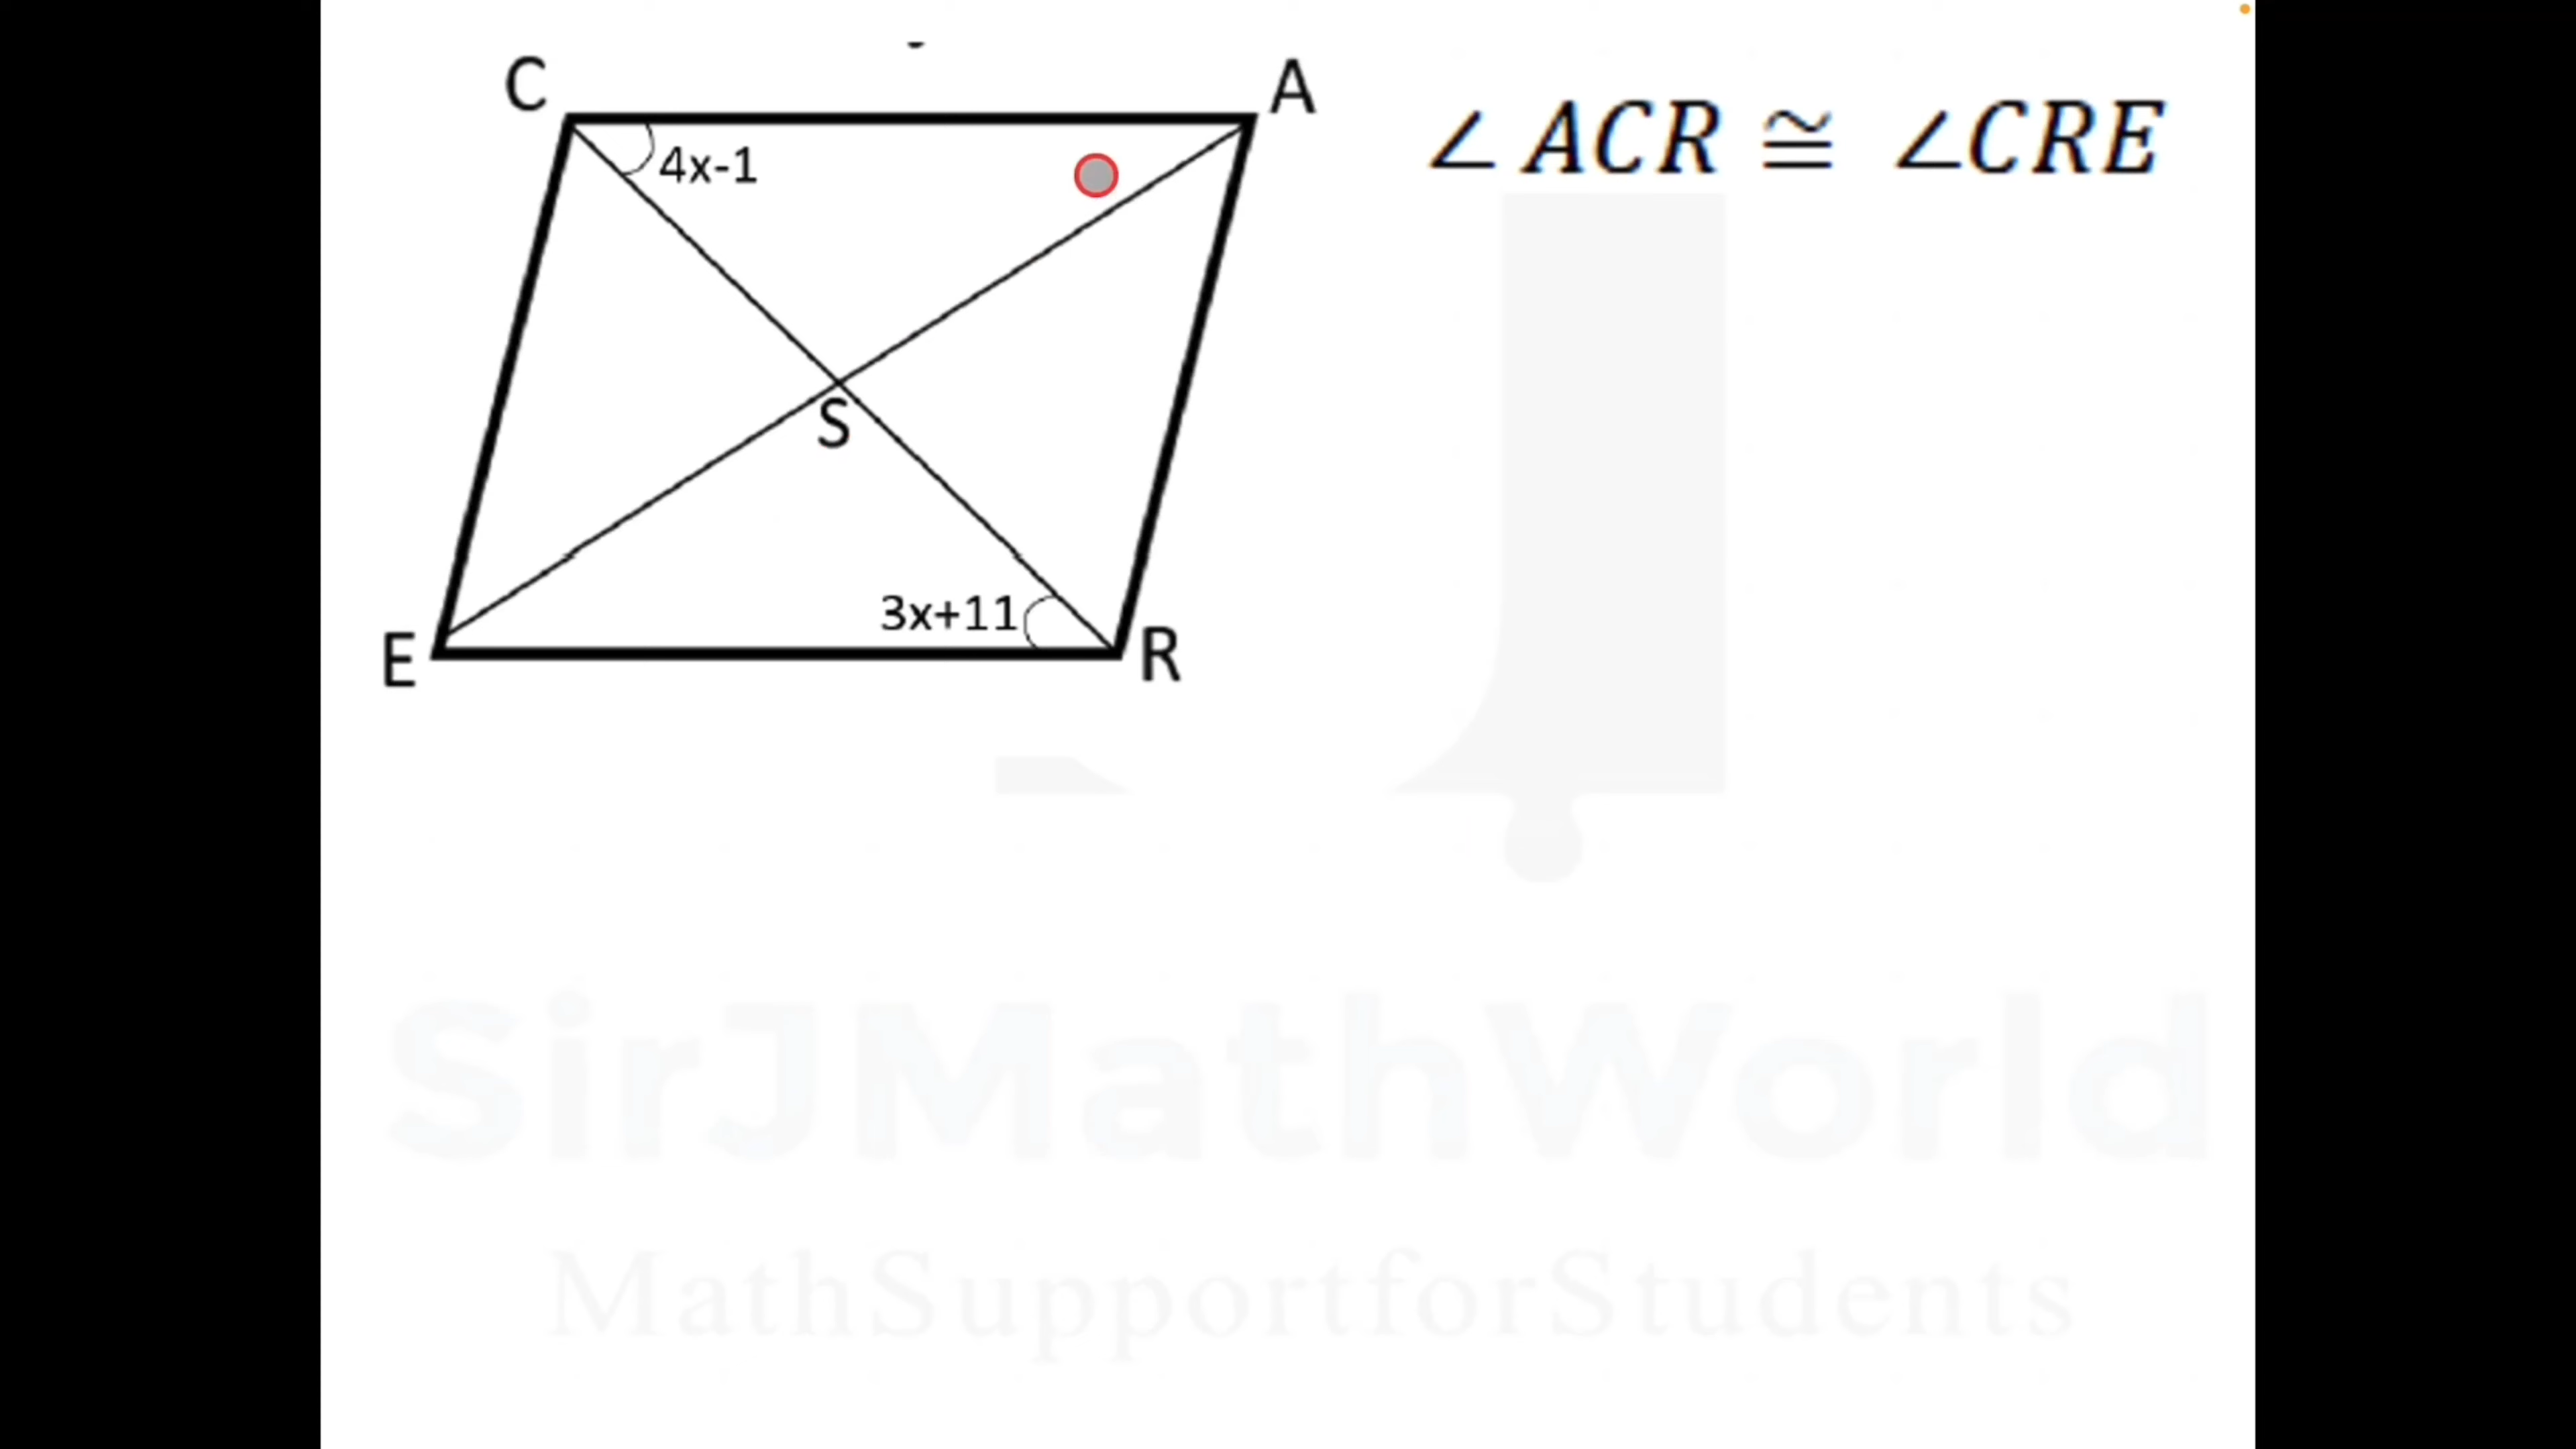 C
A
∠ ACR ≅ ∠CRE
4x-1
S
3x+11
E
R
SirJMathWorld
MathSupportforStudents